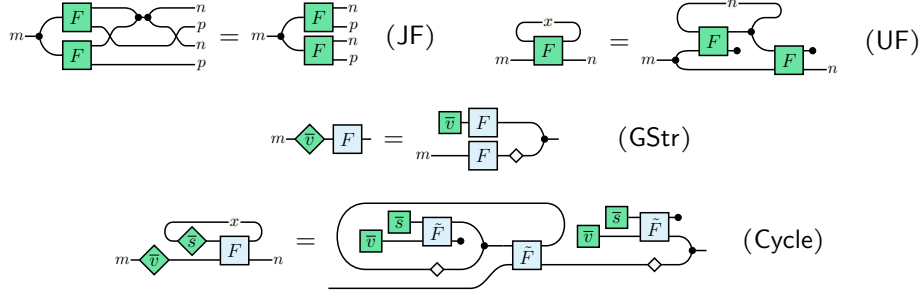 m F F n p n p = m F F n p n p (JF) x m F n = n m F F n (UF)
m v̅ F = v̅ F m F (GStr)
m v̅ s̅ x F n = v̅ s̅ F̃ F̃ v̅ s̅ F̃ (Cycle)